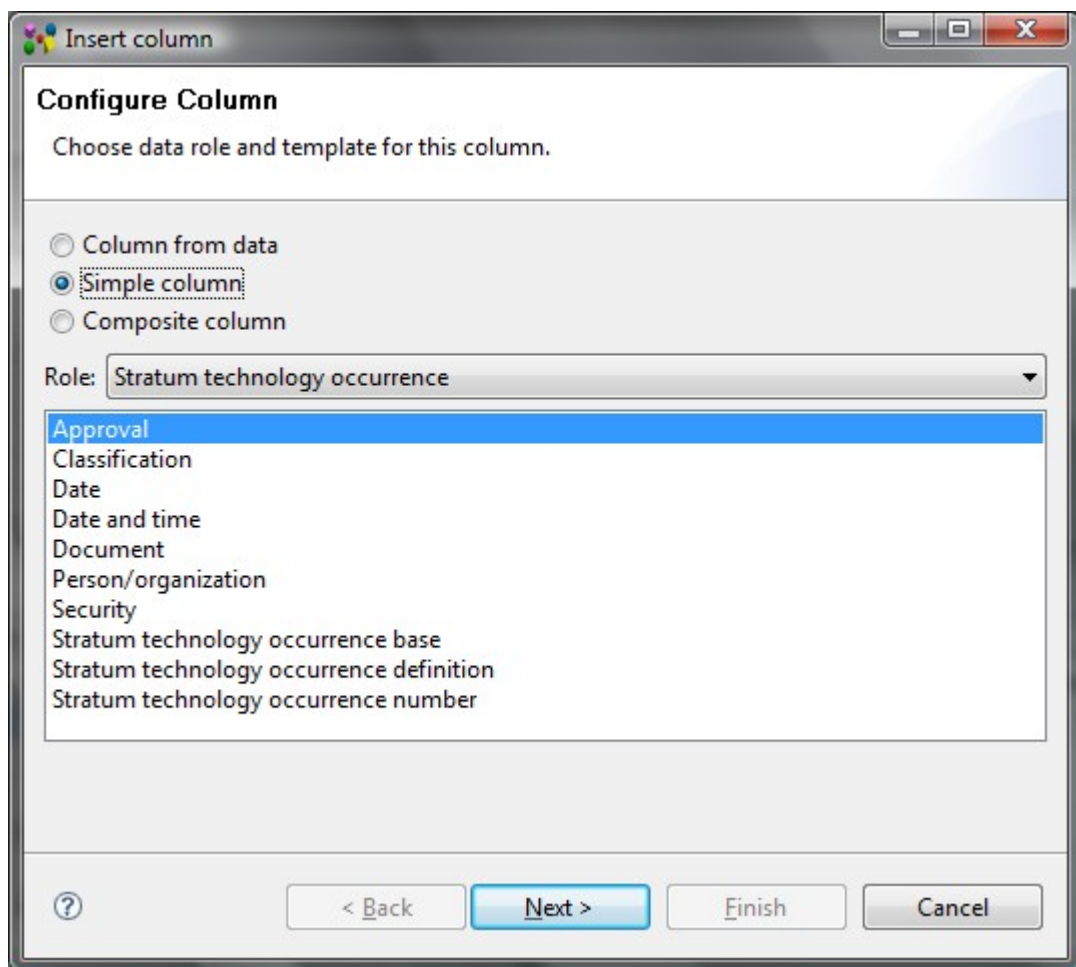 Insert column
Configure Column
Choose data role and template for this column.
Column from data
Simple column
Composite column
Role: Stratum technology occurrence
Approval
Classification
Date
Date and time
Document
Person/organization
Security
Stratum technology occurrence base
Stratum technology occurrence definition
Stratum technology occurrence number
? < Back Next > Finish Cancel